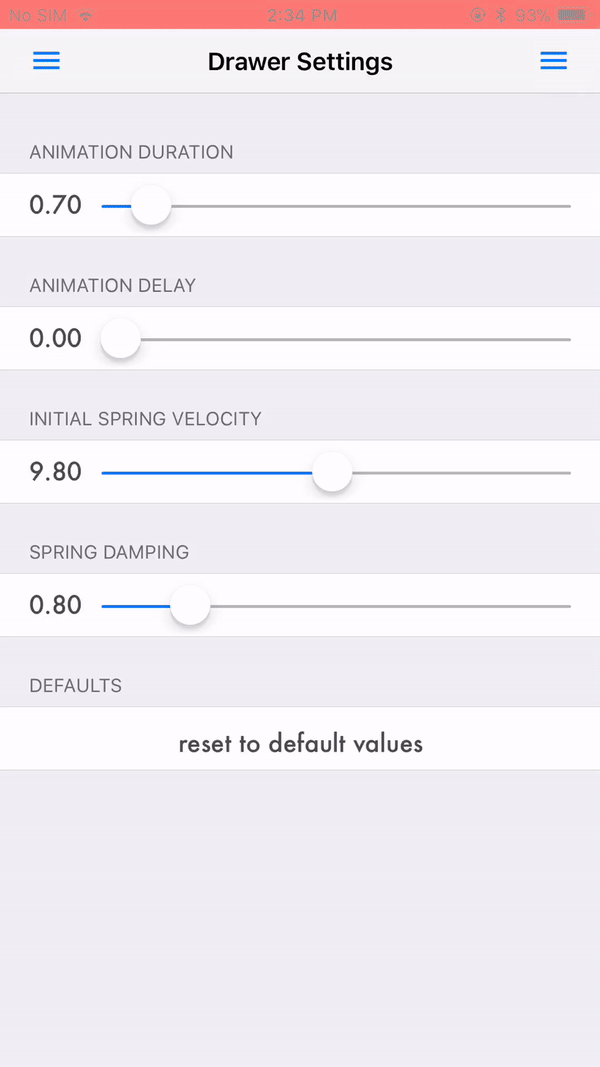 No SIM 2:34 PM 93%
Drawer Settings
ANIMATION DURATION
0.70
ANIMATION DELAY
0.00
INITIAL SPRING VELOCITY
9.80
SPRING DAMPING
0.80
DEFAULTS
reset to default values